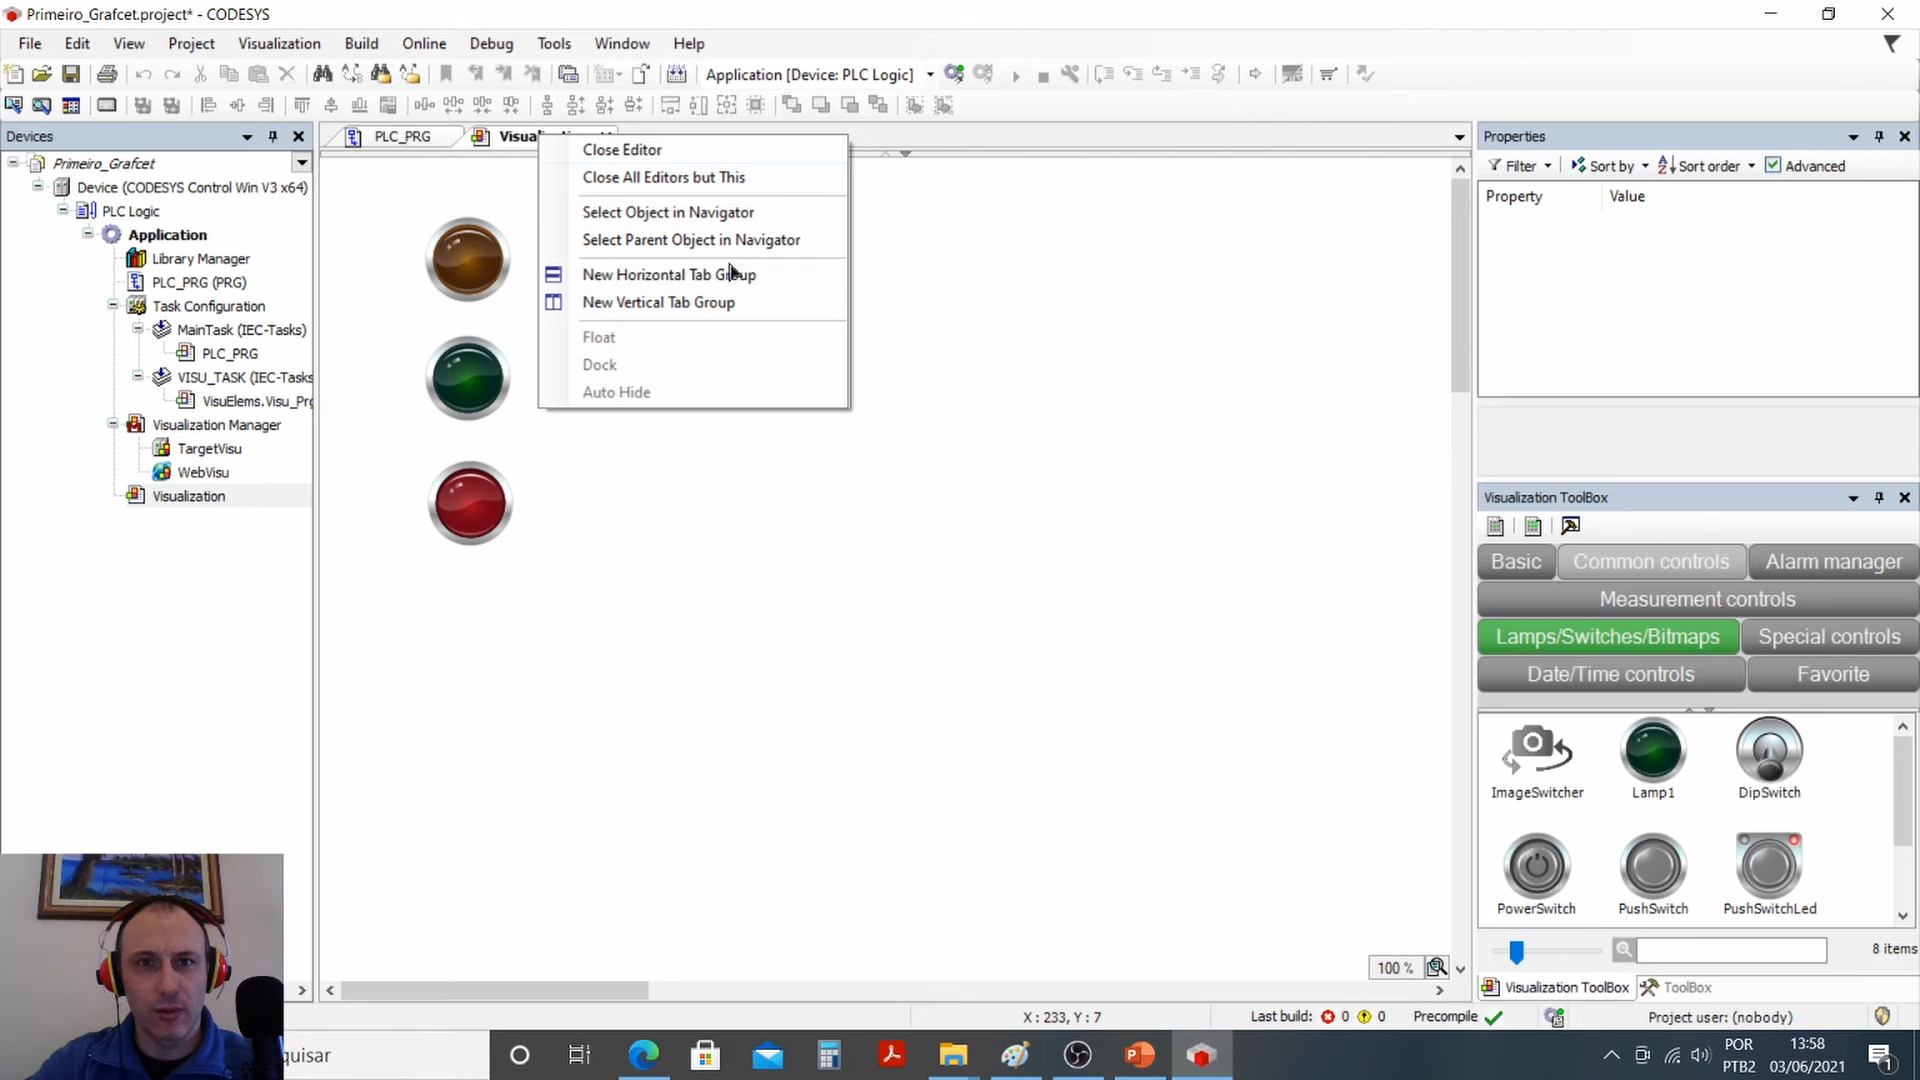 Primeiro_Grafcet.project* - CODESYS
File Edit View Project Visualization Build Online Debug Tools Window Help
Application [Device: PLC Logic]
Devices
Primeiro_Grafcet
Device (CODESYS Control Win V3 x64)
PLC Logic
Application
Library Manager
PLC_PRG (PRG)
Task Configuration
MainTask (IEC-Tasks)
PLC_PRG
VISU_TASK (IEC-Tasks
VisuElems.Visu_Prg
Visualization Manager
TargetVisu
WebVisu
Visualization
PLC_PRG
Close Editor
Close All Editors but This
Select Object in Navigator
Select Parent Object in Navigator
New Horizontal Tab Group
New Vertical Tab Group
Float
Dock
Auto Hide
100 %
Properties
Filter Sort by Sort order Advanced
Property Value
Visualization ToolBox
Basic Common controls Alarm manager
Measurement controls
Lamps/Switches/Bitmaps Special controls
Date/Time controls Favorite
ImageSwitcher Lamp1 DipSwitch
PowerSwitch PushSwitch PushSwitchLed
8 items
Visualization ToolBox ToolBox
X : 233, Y : 7
Last build: 0 0 Precompile
Project user: (nobody)
quisar
POR
PTB2
13:58
03/06/2021
1